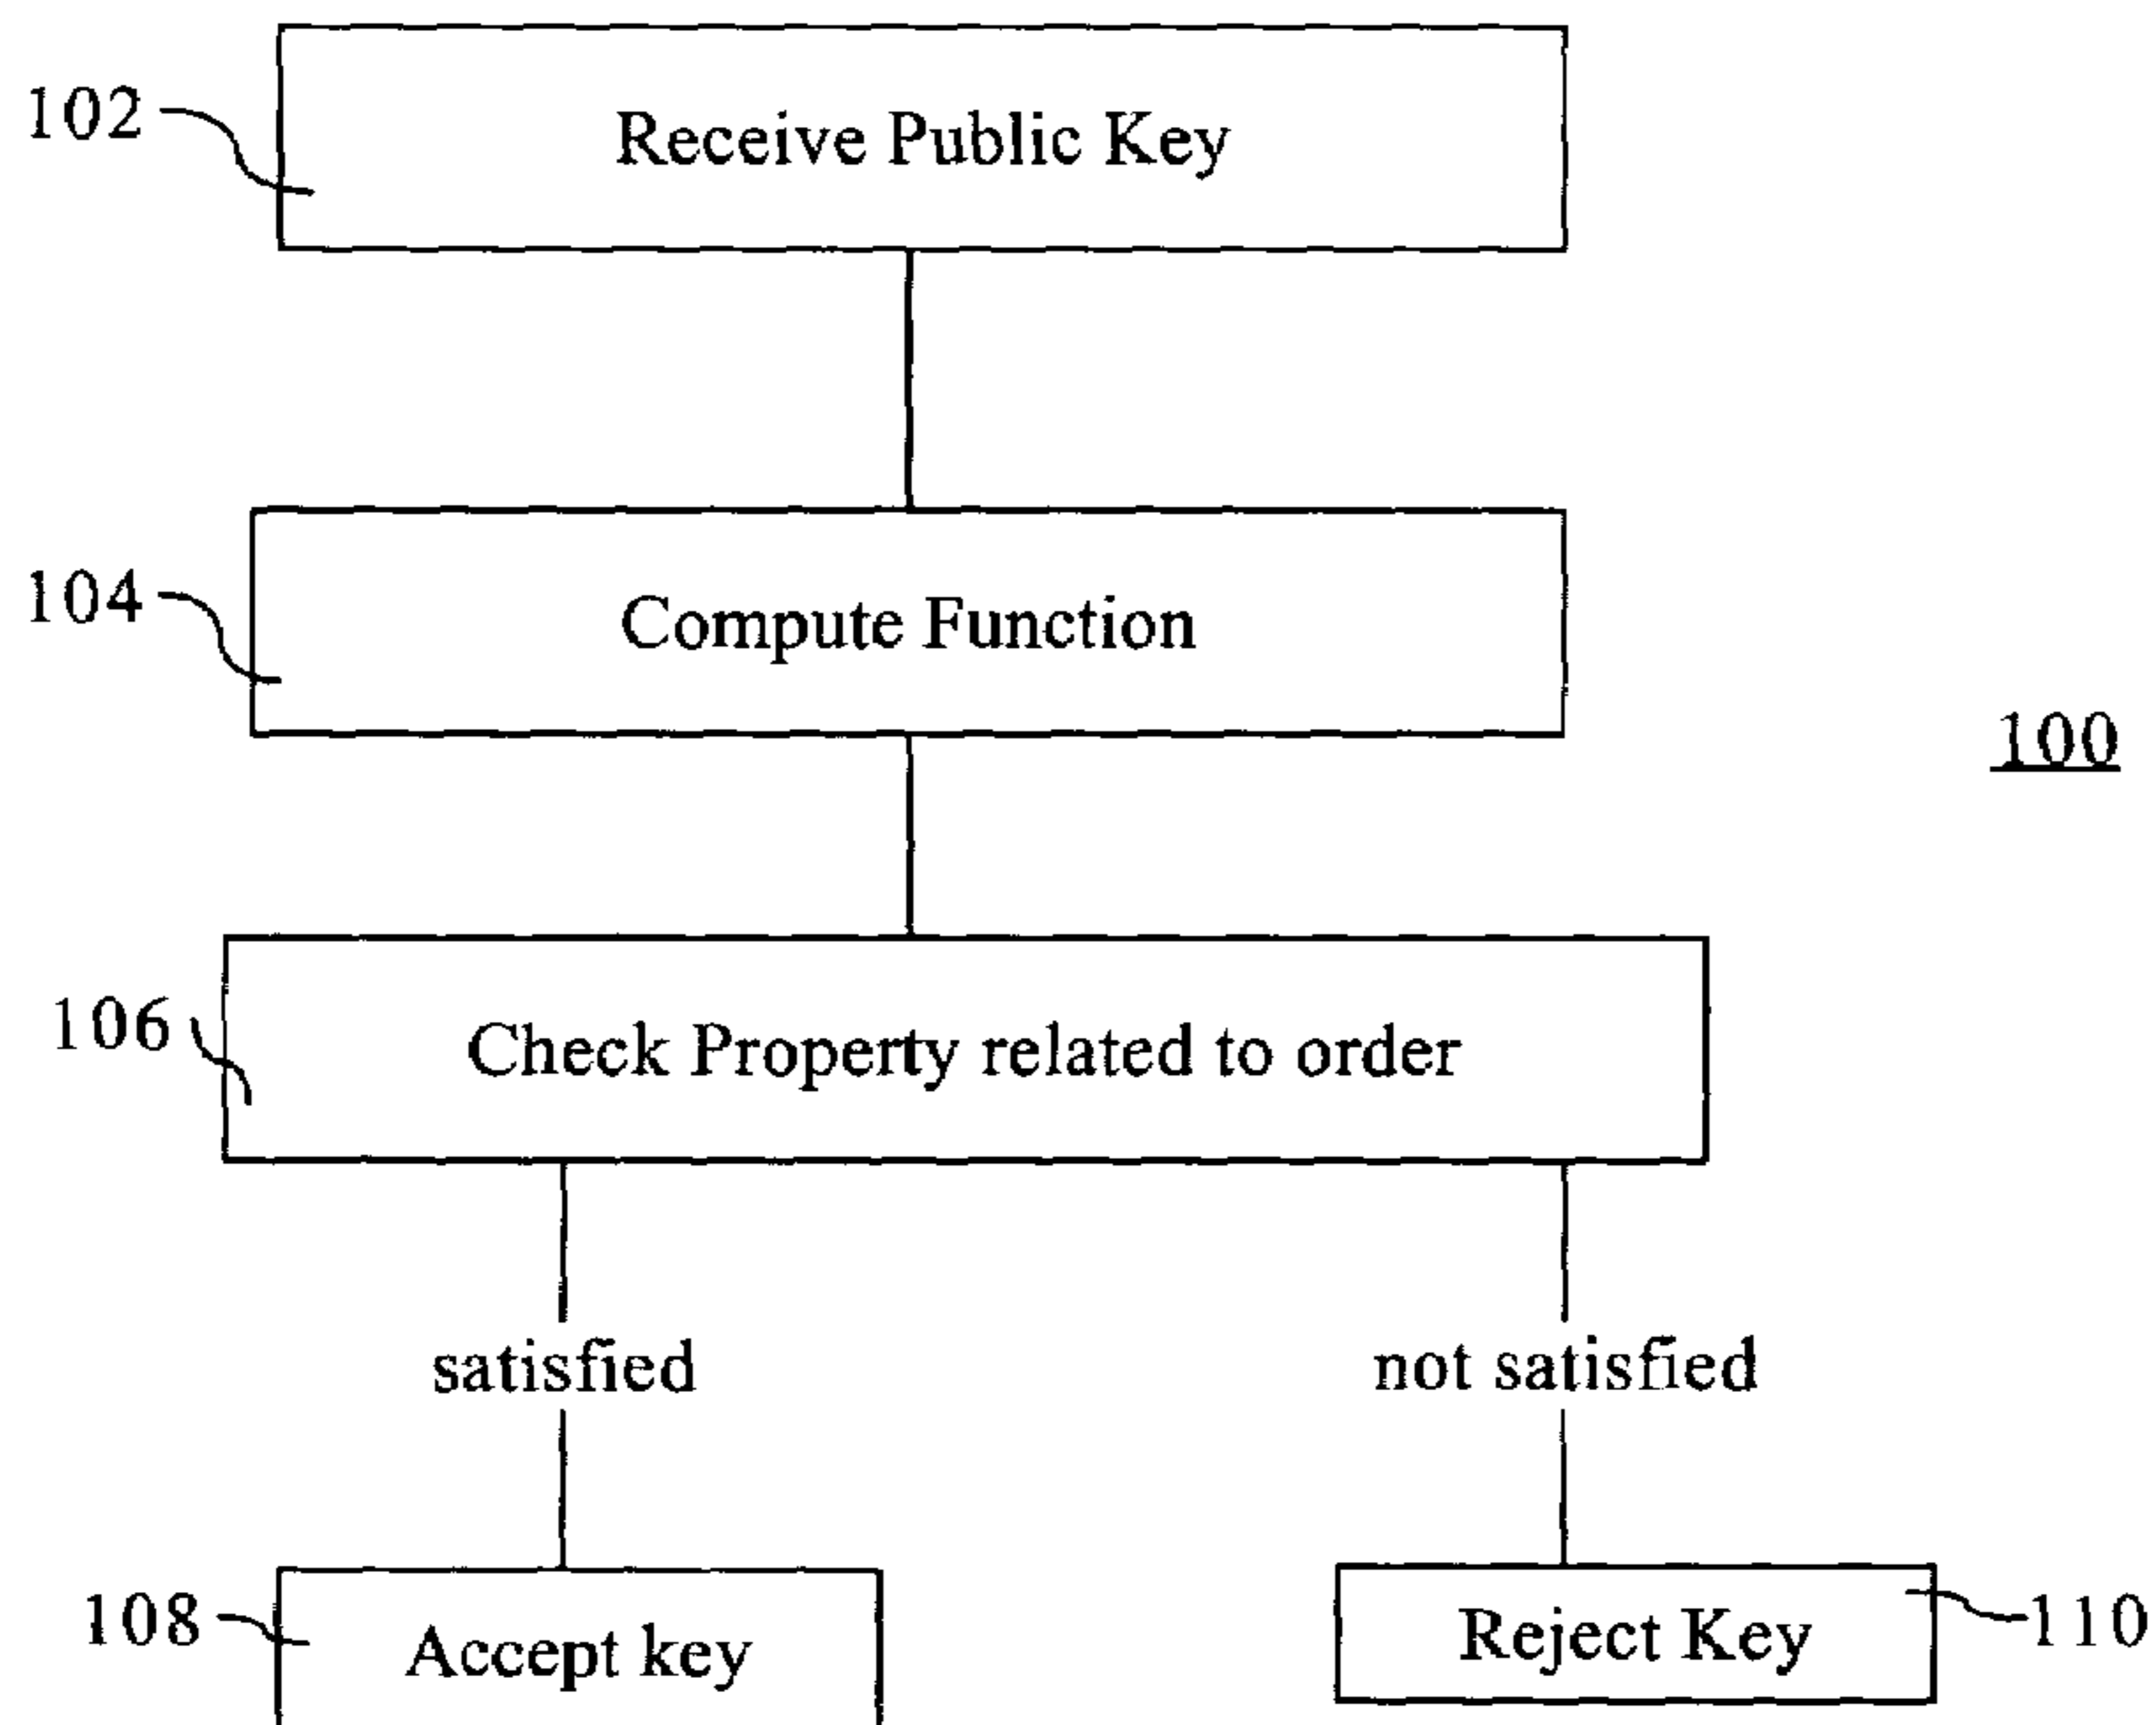 102
Receive Public Key
104
Compute Function
100
106
Check Property related to order
satisfied
not satisfied
108
Accept key
Reject Key
110